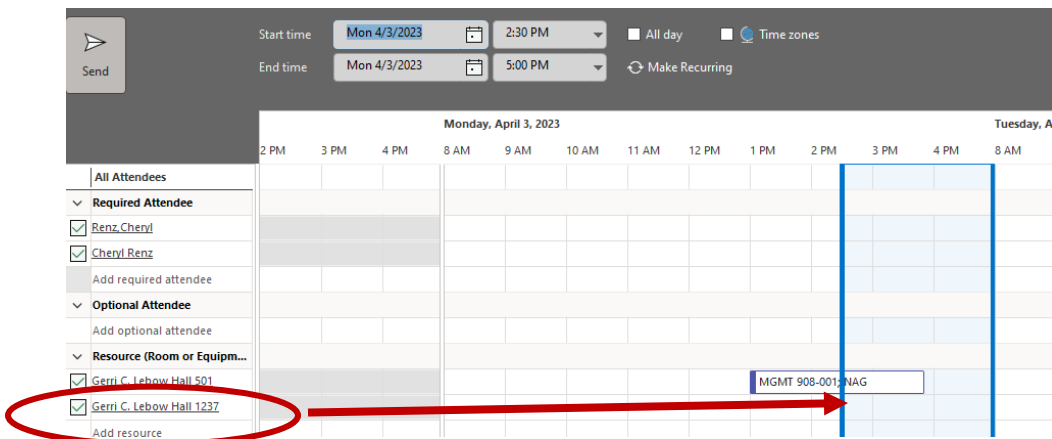 Send
Start time Mon 4/3/2023 2:30 PM All day Time zones
End time Mon 4/3/2023 5:00 PM Make Recurring
Monday, April 3, 2023 Tuesday, A
2 PM 3 PM 4 PM 8 AM 9 AM 10 AM 11 AM 12 PM 1 PM 2 PM 3 PM 4 PM 8 AM
All Attendees
Required Attendee
Renz,Cheryl
Cheryl Renz
Add required attendee
Optional Attendee
Add optional attendee
Resource (Room or Equipm...
Gerri C. Lebow Hall 501 MGMT 908-001; NAG
Gerri C. Lebow Hall 1237
Add resource